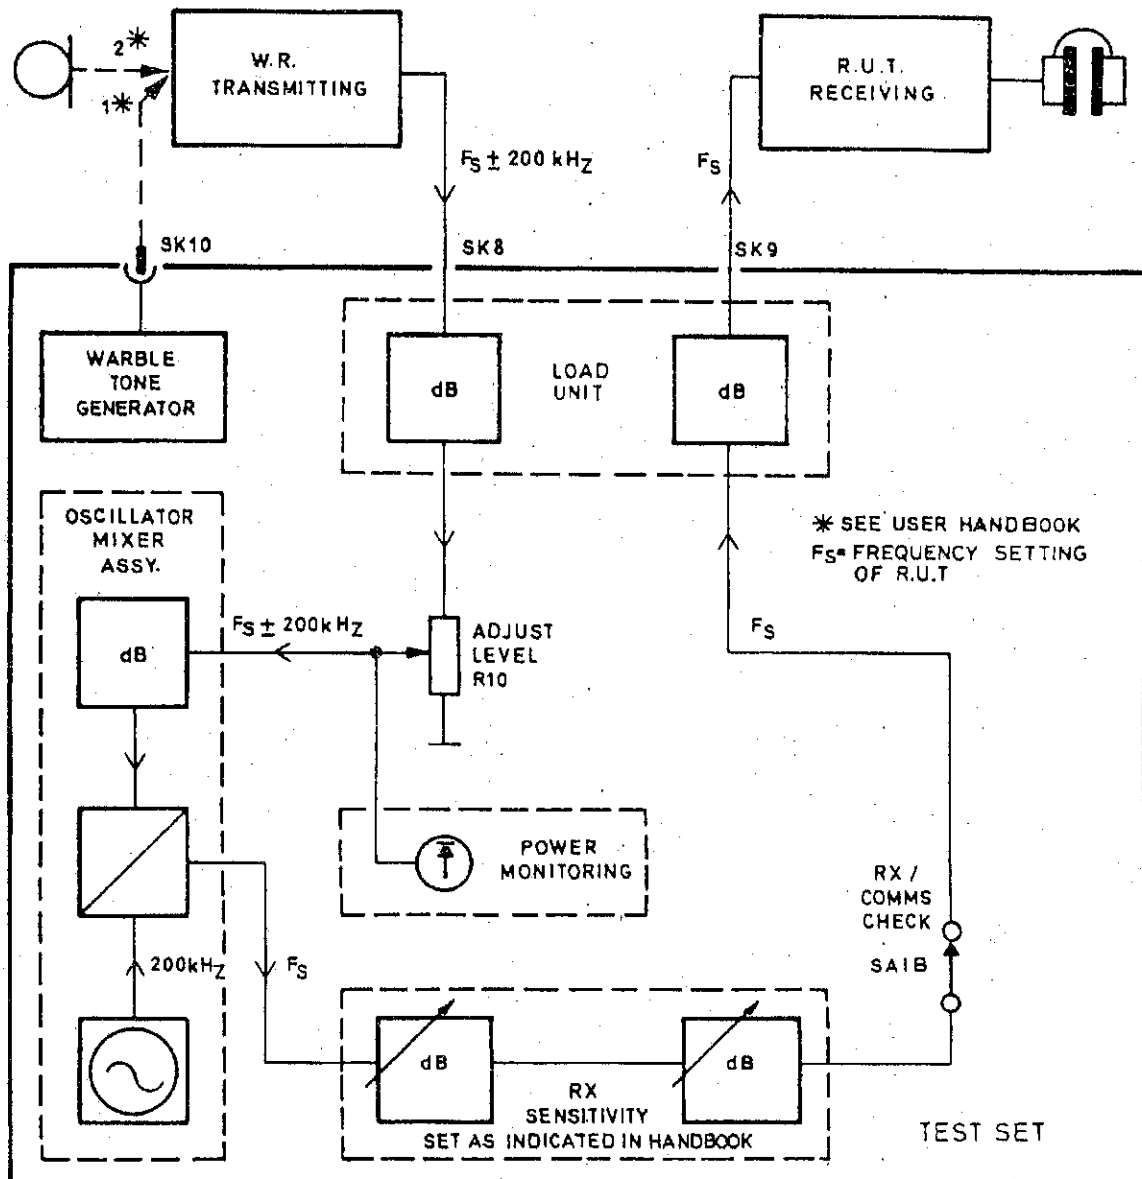 2*
1*
W.R.
TRANSMITTING
R.U.T.
RECEIVING
FS ± 200 kHZ
FS
SK10
SK8
SK9
WARBLE
TONE
GENERATOR
dB
LOAD
UNIT
dB
OSCILLATOR
MIXER
ASSY.
* SEE USER HANDBOOK
FS= FREQUENCY SETTING
OF R.U.T
dB
FS ± 200kHZ
ADJUST
LEVEL
R10
FS
POWER
MONITORING
RX /
COMMS
CHECK
SA1B
200kHZ
FS
dB
dB
RX
SENSITIVITY
SET AS INDICATED IN HANDBOOK
TEST SET